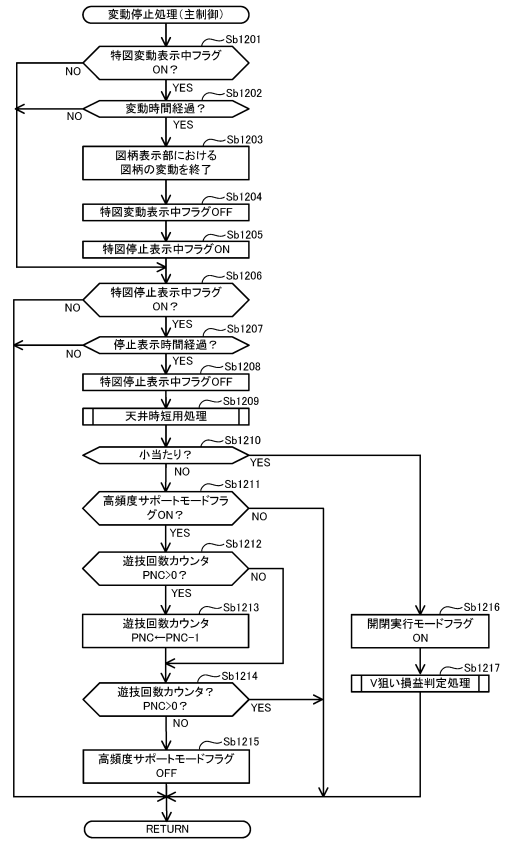 変動停止処理(主制御)
Sb1201
特図変動表示中フラグ
ON？
NO
YES
Sb1202
変動時間経過？
NO
YES
Sb1203
図柄表示部における
図柄の変動を終了
Sb1204
特図変動表示中フラグOFF
Sb1205
特図停止表示中フラグON
Sb1206
特図停止表示中フラグ
ON？
NO
YES
Sb1207
停止表示時間経過？
NO
YES
Sb1208
特図停止表示中フラグOFF
Sb1209
天井時短用処理
Sb1210
小当たり？
YES
NO
Sb1211
高頻度サポートモードフラ
グON？
NO
YES
Sb1212
遊技回数カウンタ
PNC>0？
NO
YES
Sb1213
遊技回数カウンタ
PNC←PNC-1
Sb1214
遊技回数カウンタ？
PNC>0？
YES
NO
Sb1215
高頻度サポートモードフラグ
OFF
Sb1216
開閉実行モードフラグ
ON
Sb1217
V狙い損益判定処理
RETURN